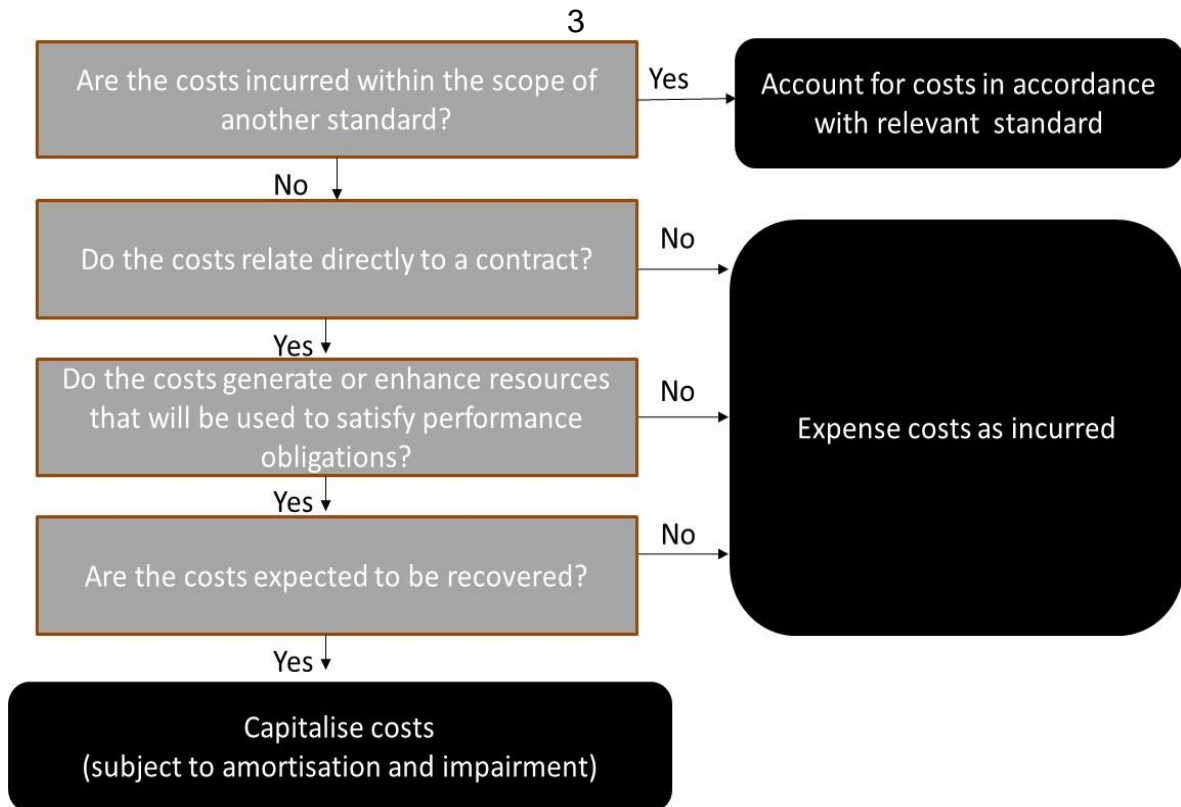 3
Are the costs incurred within the scope of
another standard?
Yes
Account for costs in accordance
with relevant standard
No
Do the costs relate directly to a contract?
No
Yes
Do the costs generate or enhance resources
that will be used to satisfy performance
obligations?
No
Expense costs as incurred
Yes
Are the costs expected to be recovered?
No
Yes
Capitalise costs
(subject to amortisation and impairment)